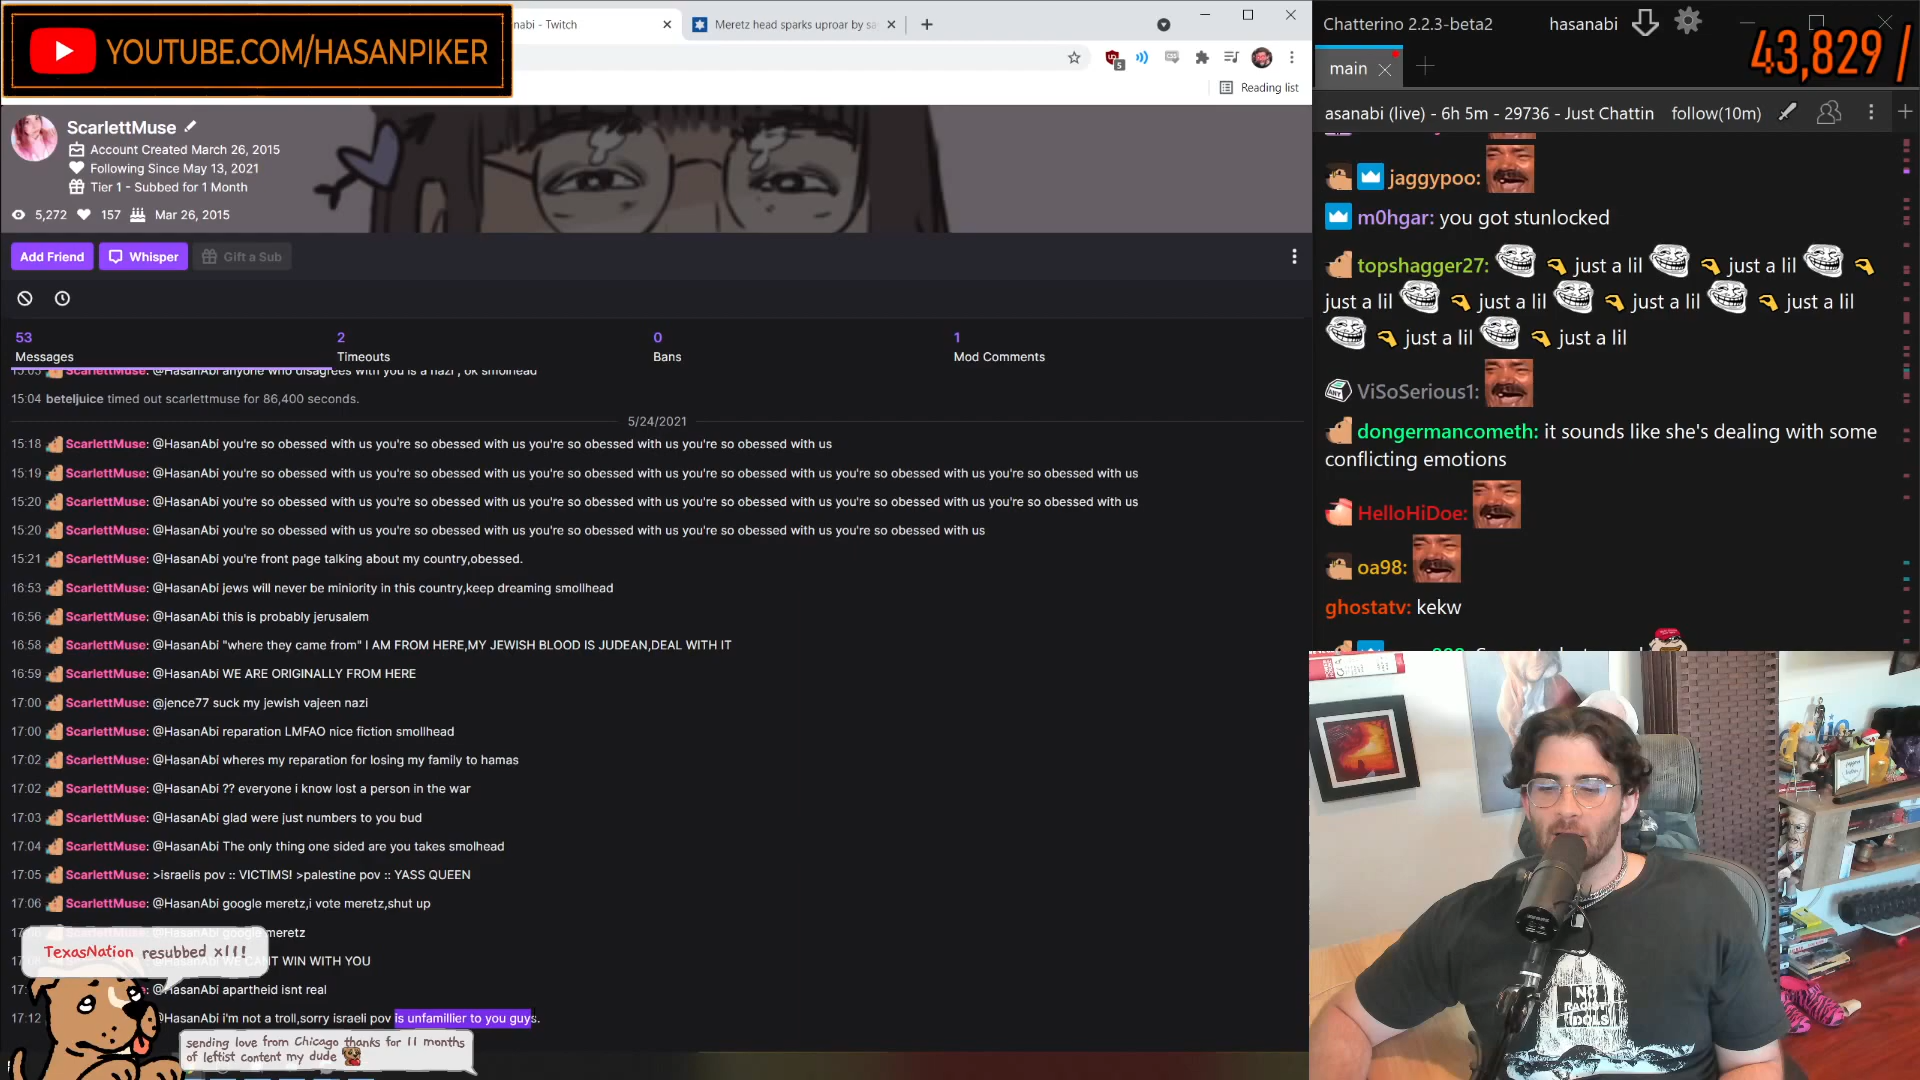 YOUTUBE.COM/HASANPIKER
nabi - Twitch
Meretz head sparks uproar by sa
5
Reading list
ScarlettMuse
Account Created March 26, 2015
Following Since May 13, 2021
Tier 1 - Subbed for 1 Month
5,272 157 Mar 26, 2015
Add Friend Whisper Gift a Sub
53 2 0 1
Messages Timeouts Bans Mod Comments
15:03 ScarlettMuse: @HasanAbi anyone who disagrees with you is a nazi , ok smolhead
15:04 beteljuice timed out scarlettmuse for 86,400 seconds.
5/24/2021
15:18 ScarlettMuse: @HasanAbi you're so obessed with us you're so obessed with us you're so obessed with us you're so obessed with us
15:19 ScarlettMuse: @HasanAbi you're so obessed with us you're so obessed with us you're so obessed with us you're so obessed with us you're so obessed with us you're so obessed with us
15:20 ScarlettMuse: @HasanAbi you're so obessed with us you're so obessed with us you're so obessed with us you're so obessed with us you're so obessed with us you're so obessed with us
15:20 ScarlettMuse: @HasanAbi you're so obessed with us you're so obessed with us you're so obessed with us you're so obessed with us you're so obessed with us
15:21 ScarlettMuse: @HasanAbi you're front page talking about my country,obessed.
16:53 ScarlettMuse: @HasanAbi jews will never be miniority in this country,keep dreaming smollhead
16:56 ScarlettMuse: @HasanAbi this is probably jerusalem
16:58 ScarlettMuse: @HasanAbi "where they came from" I AM FROM HERE,MY JEWISH BLOOD IS JUDEAN,DEAL WITH IT
16:59 ScarlettMuse: @HasanAbi WE ARE ORIGINALLY FROM HERE
17:00 ScarlettMuse: @jence77 suck my jewish vajeen nazi
17:00 ScarlettMuse: @HasanAbi reparation LMFAO nice fiction smollhead
17:02 ScarlettMuse: @HasanAbi wheres my reparation for losing my family to hamas
17:02 ScarlettMuse: @HasanAbi ?? everyone i know lost a person in the war
17:03 ScarlettMuse: @HasanAbi glad were just numbers to you bud
17:04 ScarlettMuse: @HasanAbi The only thing one sided are you takes smolhead
17:05 ScarlettMuse: >israelis pov :: VICTIMS! >palestine pov :: YASS QUEEN
17:06 ScarlettMuse: @HasanAbi google meretz,i vote meretz,shut up
@HasanAbi google meretz
WE CANT WIN WITH YOU
@HasanAbi apartheid isnt real
17:12 @HasanAbi i'm not a troll,sorry israeli pov is unfamillier to you guys.
TexasNation resubbed x11!
sending love from Chicago thanks for 11 months
of leftist content my dude
Chatterino 2.2.3-beta2 hasanabi
43,829 /
main
asanabi (live) - 6h 5m - 29736 - Just Chattin follow(10m)
jaggypoo:
m0hgar: you got stunlocked
topshagger27: just a lil just a lil
just a lil just a lil just a lil just a lil
just a lil just a lil
ViSoSerious1:
dongermancometh: it sounds like she's dealing with some
conflicting emotions
HelloHiDoe:
oa98:
ghostatv: kekw
NO
RACIST
IDOLS